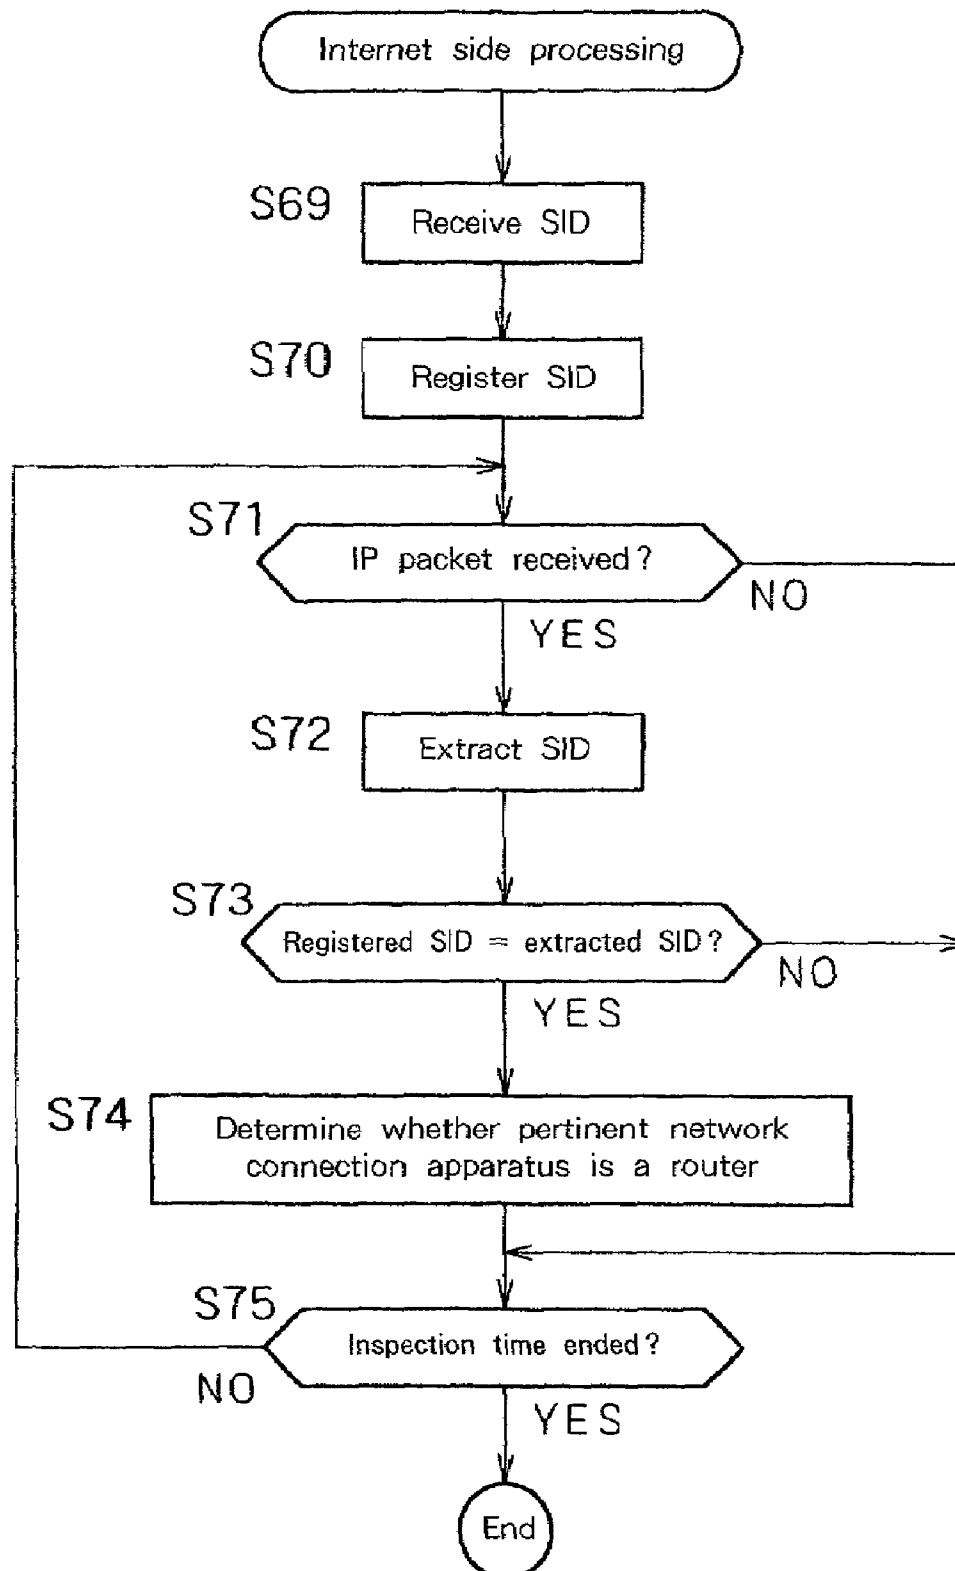 Internet side processing
S69
Receive SID
S70
Register SID
S71
IP packet received?
NO
YES
S72
Extract SID
S73
Registered SID = extracted SID?
NO
YES
S74
Determine whether pertinent network
connection apparatus is a router
S75
Inspection time ended?
NO
YES
End